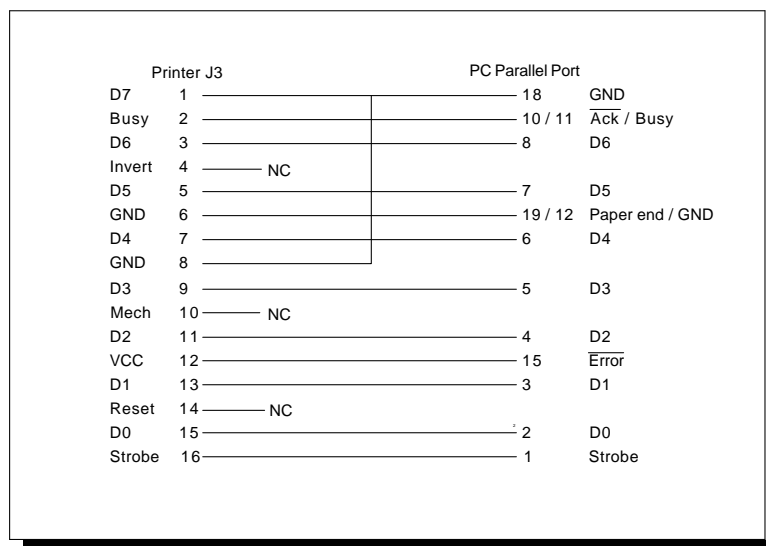 Printer J3 PC Parallel Port
D7 1 18 GND
Busy 2 10 / 11 Ack / Busy
D6 3 8 D6
Invert 4 NC
D5 5 7 D5
GND 6 19 / 12 Paper end / GND
D4 7 6 D4
GND 8
D3 9 5 D3
Mech 10 NC
D2 11 4 D2
VCC 12 15 Error
D1 13 3 D1
Reset 14 NC
D0 15 2 D0
Strobe 16 1 Strobe